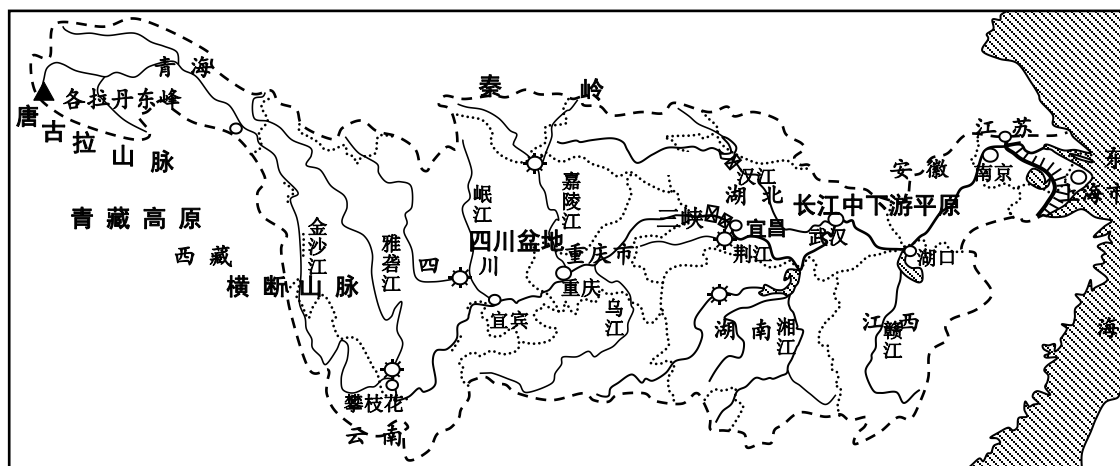 秦岭
青海
各拉丹东峰
唐古拉山脉
青藏高原
西藏
横断山脉
金沙江
雅砻江
岷江
嘉陵江
四川盆地
四川
重庆市
重庆
宜宾
乌江
攀枝花
云南
三峡
宜昌
荆江
汉江
湖北
长江中下游平原
武汉
湖南
湘江
湖口
江西
赣江
安徽
江苏
南京
上海市
东
海